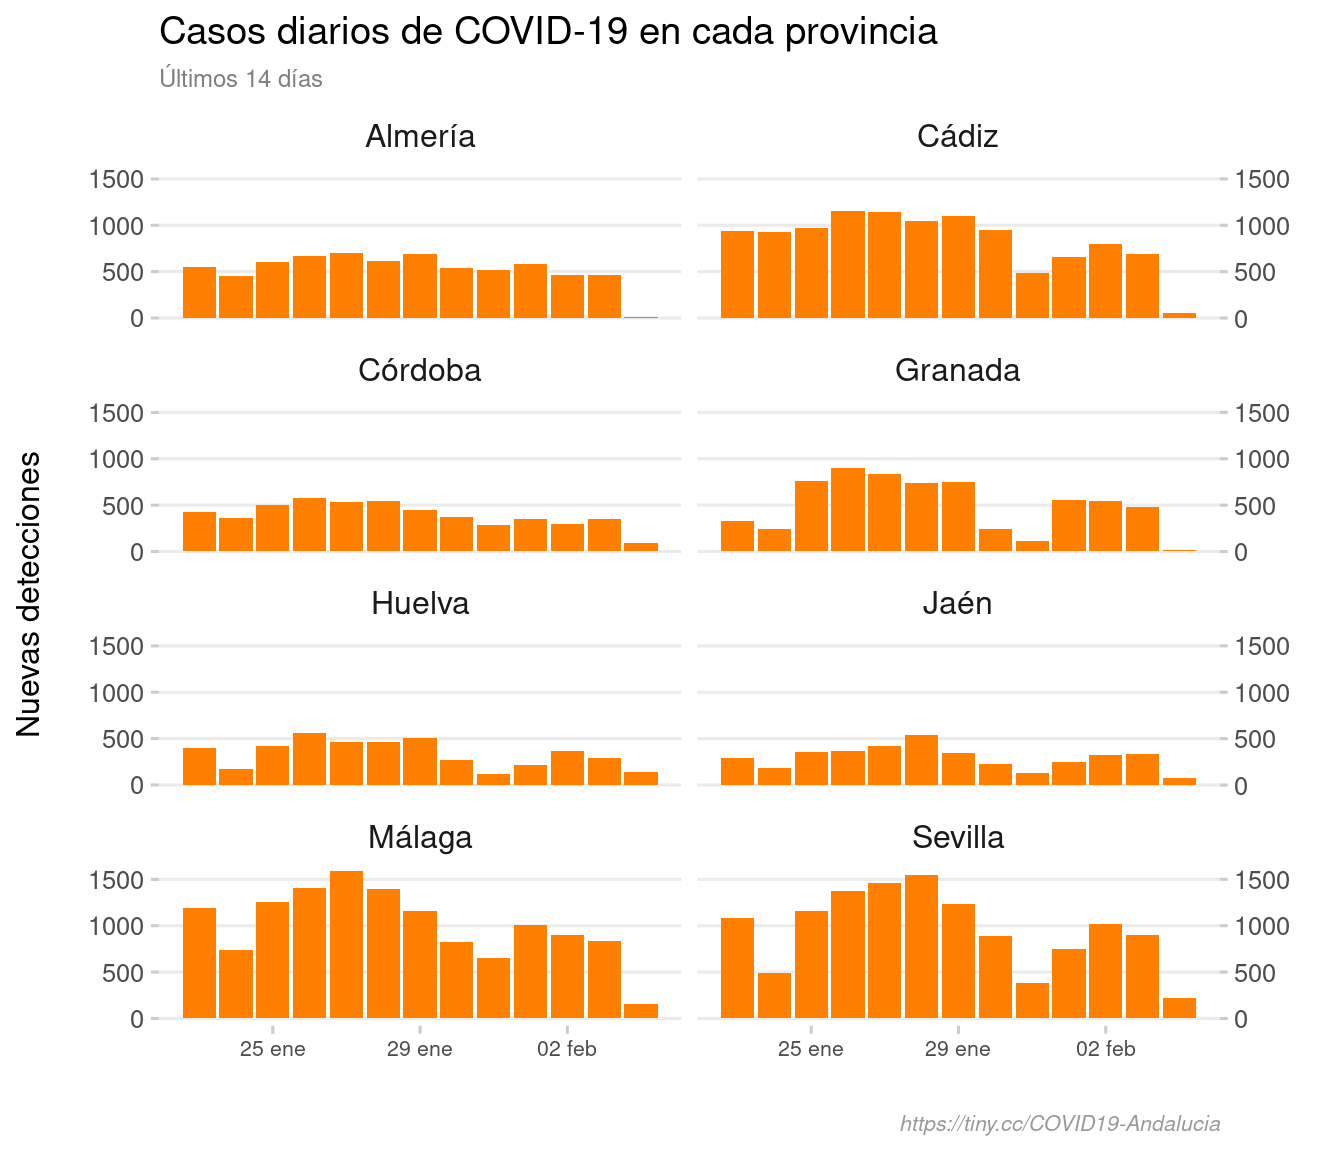 Casos diarios de COVID-19 en cada provincia
Últimos 14 días
Nuevas detecciones
Almería
Cádiz
1500
1000
500
0
1500
1000
500
0
Córdoba
Granada
1500
1000
500
0
1500
1000
500
0
Huelva
Jaén
1500
1000
500
0
1500
1000
500
0
Málaga
Sevilla
1500
1000
500
0
1500
1000
500
0
25 ene 29 ene 02 feb
25 ene 29 ene 02 feb
https://tiny.cc/COVID19-Andalucia